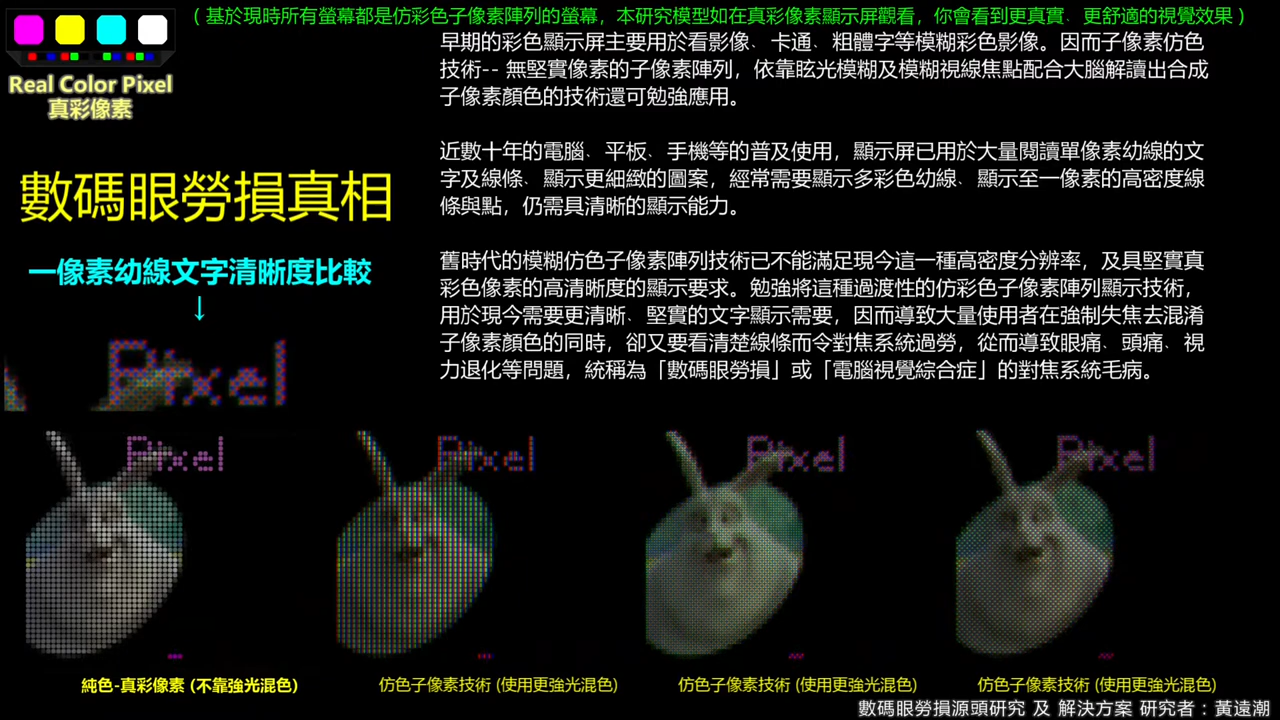 ( 基於現時所有螢幕都是仿彩色子像素陣列的螢幕，本研究模型如在真彩像素顯示屏觀看，你會看到更真實、更舒適的視覺效果 )
Real Color Pixel
真彩像素
早期的彩色顯示屏主要用於看影像、卡通、粗體字等模糊彩色影像。因而子像素仿色
技術-- 無堅實像素的子像素陣列，依靠眩光模糊及模糊視線焦點配合大腦解讀出合成
子像素顏色的技術還可勉強應用。
近數十年的電腦、平板、手機等的普及使用，顯示屏已用於大量閱讀單像素幼線的文
字及線條、顯示更細緻的圖案，經常需要顯示多彩色幼線、顯示至一像素的高密度線
條與點，仍需具清晰的顯示能力。
舊時代的模糊仿色子像素陣列技術已不能滿足現今這一種高密度分辨率，及具堅實真
彩色像素的高清晰度的顯示要求。勉強將這種過渡性的仿彩色子像素陣列顯示技術，
用於現今需要更清晰、堅實的文字顯示需要，因而導致大量使用者在強制失焦去混淆
子像素顏色的同時，卻又要看清楚線條而令對焦系統過勞，從而導致眼痛、頭痛、視
力退化等問題，統稱為「數碼眼勞損」或「電腦視覺綜合症」的對焦系統毛病。
數碼眼勞損真相
一像素幼線文字清晰度比較
↓
Pixel
Pixel
Pixel
Pixel
Pixel
純色-真彩像素 (不靠強光混色)
仿色子像素技術 (使用更強光混色)
仿色子像素技術 (使用更強光混色)
仿色子像素技術 (使用更強光混色)
數碼眼勞損源頭研究 及 解決方案 研究者：黃遠潮